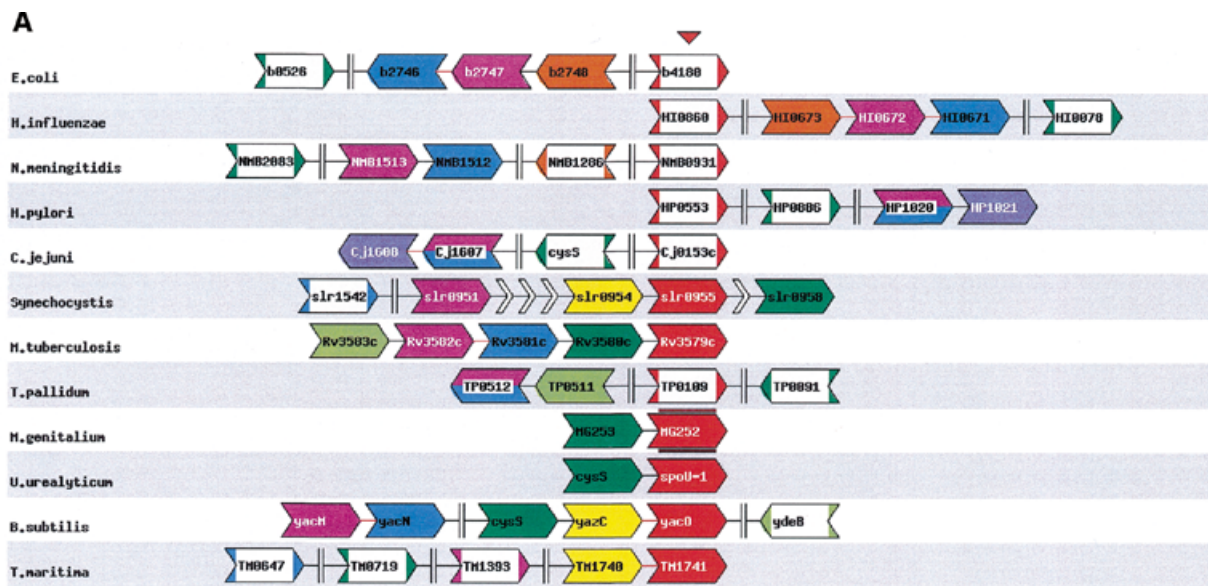 A
E.coli b0526 b2746 b2747 b2748 b4180
H.influenzae HI0860 HI0673 HI0672 HI0671 HI0078
N.meningitidis NMB2083 NMB1513 NMB1512 NMB1286 NMB0931
H.pylori HP0553 HP0886 HP1020 HP1021
C.jejuni Cj1608 Cj1607 cysS Cj0153c
Synechocystis slr1542 slr0951 slr0954 slr0955 slr0958
M.tuberculosis Rv3583c Rv3582c Rv3581c Rv3580c Rv3579c
T.pallidum TP0512 TP0511 TP0109 TP0091
M.genitalium MG253 MG252
U.urealyticum cysS spoU-1
B.subtilis yacM yacN cysS yazC yacO ydeB
T.maritima TM0647 TM0719 TM1393 TM1740 TM1741